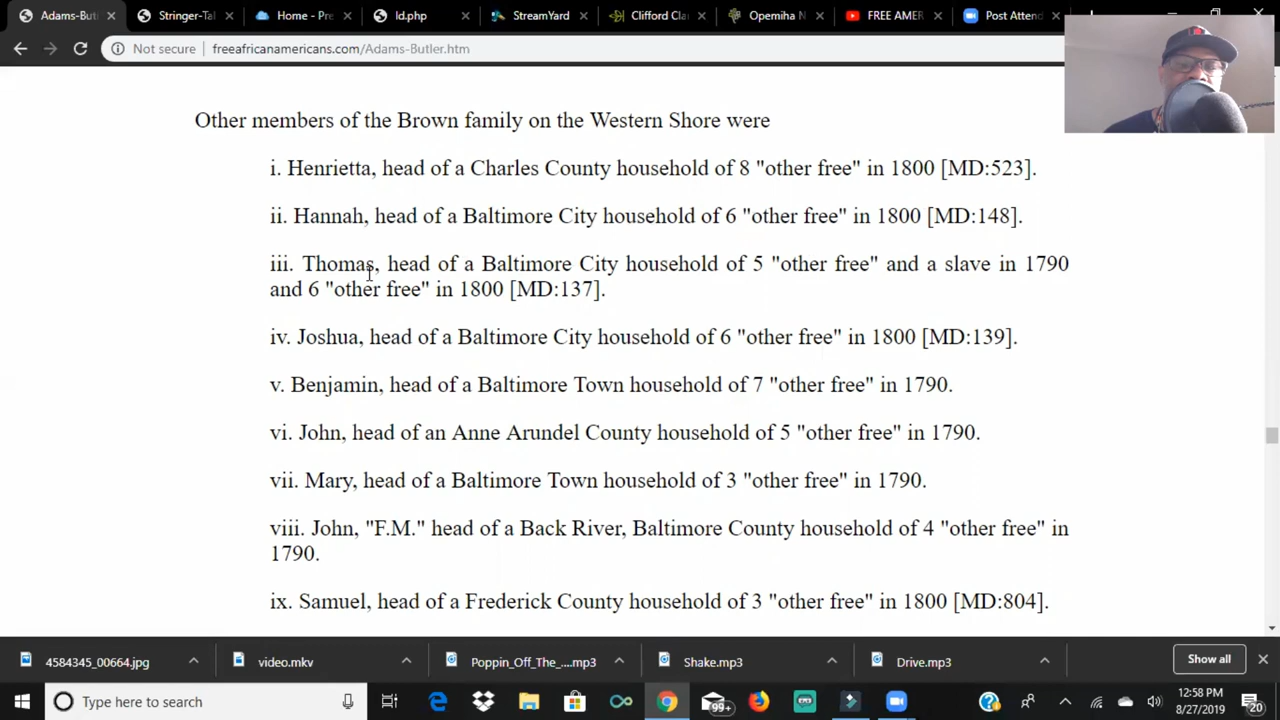 Adams-But
Stringer-Tal
Home - Pre
ld.php
StreamYard
Clifford Cla
Opemiha N
FREE AMER
Post Attend
Not secure | freeafricanamericans.com/Adams-Butler.htm
Other members of the Brown family on the Western Shore were
i. Henrietta, head of a Charles County household of 8 "other free" in 1800 [MD:523].
ii. Hannah, head of a Baltimore City household of 6 "other free" in 1800 [MD:148].
iii. Thomas, head of a Baltimore City household of 5 "other free" and a slave in 1790
and 6 "other free" in 1800 [MD:137].
iv. Joshua, head of a Baltimore City household of 6 "other free" in 1800 [MD:139].
v. Benjamin, head of a Baltimore Town household of 7 "other free" in 1790.
vi. John, head of an Anne Arundel County household of 5 "other free" in 1790.
vii. Mary, head of a Baltimore Town household of 3 "other free" in 1790.
viii. John, "F.M." head of a Back River, Baltimore County household of 4 "other free" in
1790.
ix. Samuel, head of a Frederick County household of 3 "other free" in 1800 [MD:804].
4584345_00664.jpg
video.mkv
Poppin_Off_The_....mp3
Shake.mp3
Drive.mp3
Show all
Type here to search
99+
12:58 PM
8/27/2019
20